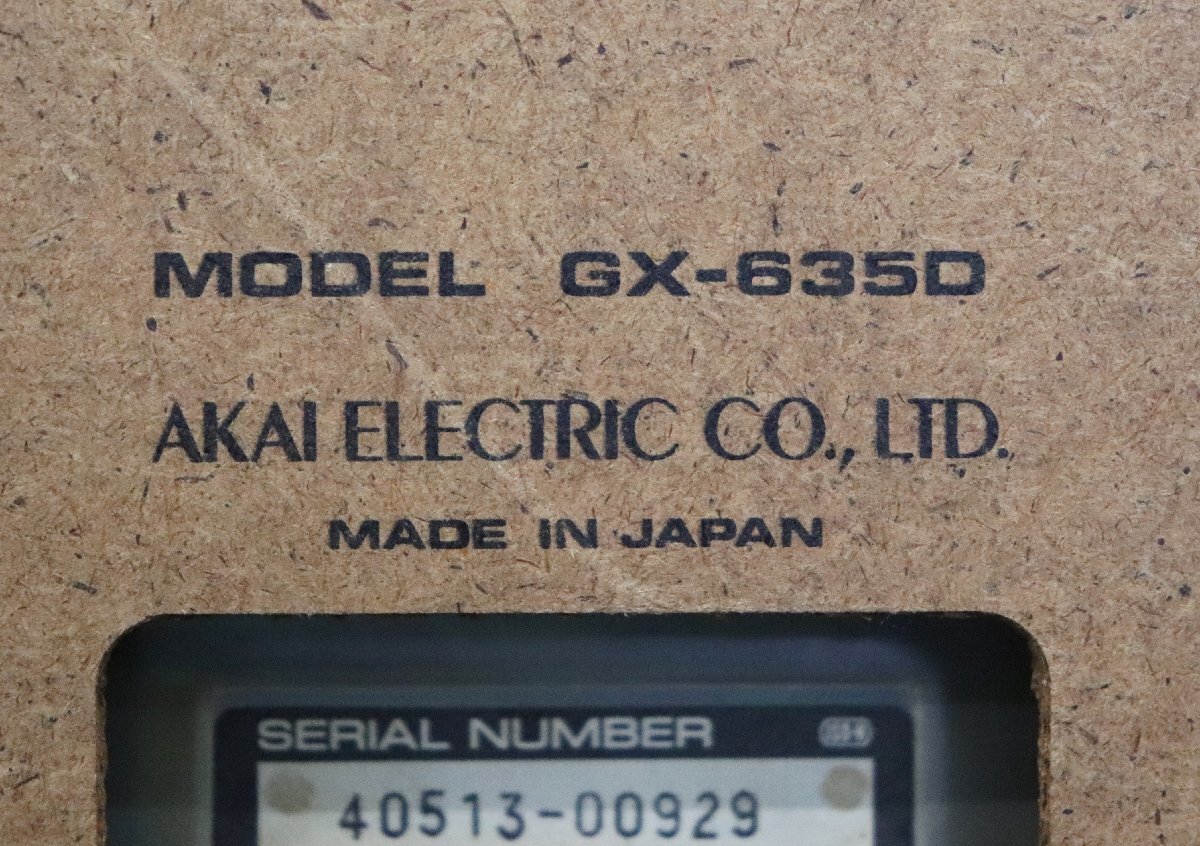 MODEL GX-635D
AKAI ELECTRIC CO., LTD.
MADE IN JAPAN
SERIAL NUMBER
40513-00929